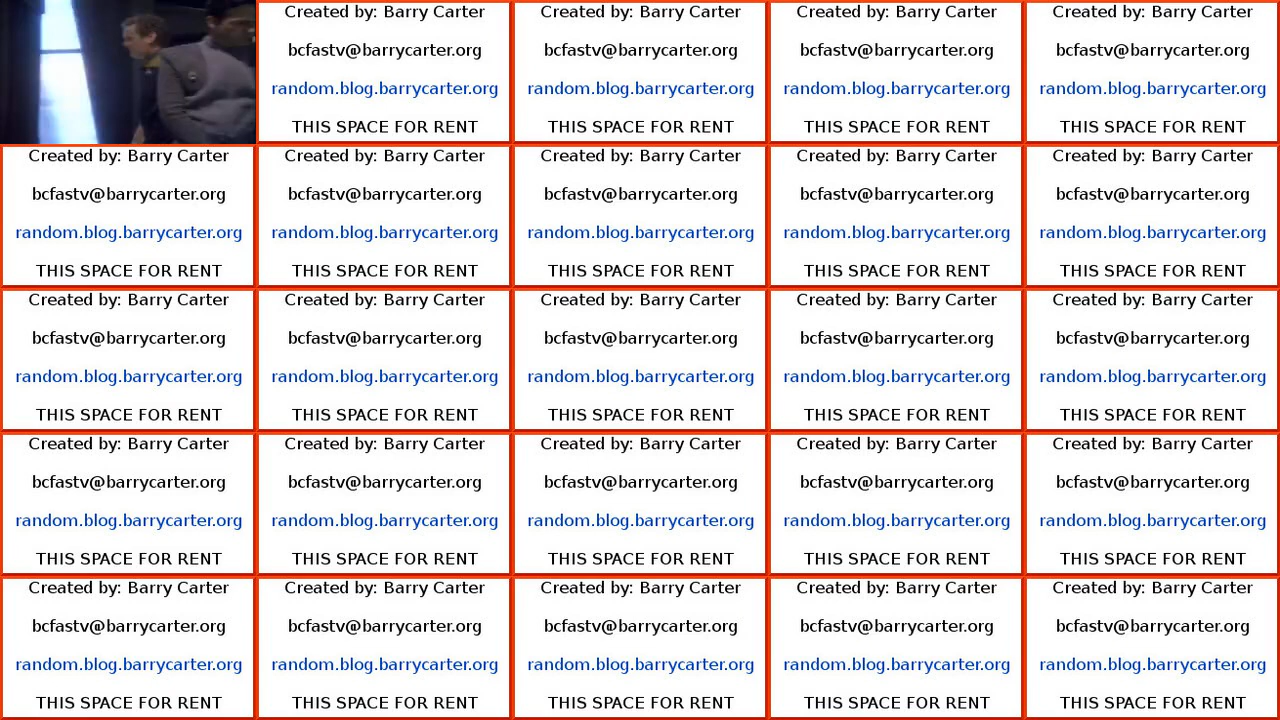 Created by: Barry Carter
bcfastv@barrycarter.org
random.blog.barrycarter.org
THIS SPACE FOR RENT
Created by: Barry Carter
bcfastv@barrycarter.org
random.blog.barrycarter.org
THIS SPACE FOR RENT
Created by: Barry Carter
bcfastv@barrycarter.org
random.blog.barrycarter.org
THIS SPACE FOR RENT
Created by: Barry Carter
bcfastv@barrycarter.org
random.blog.barrycarter.org
THIS SPACE FOR RENT
Created by: Barry Carter
bcfastv@barrycarter.org
random.blog.barrycarter.org
THIS SPACE FOR RENT
Created by: Barry Carter
bcfastv@barrycarter.org
random.blog.barrycarter.org
THIS SPACE FOR RENT
Created by: Barry Carter
bcfastv@barrycarter.org
random.blog.barrycarter.org
THIS SPACE FOR RENT
Created by: Barry Carter
bcfastv@barrycarter.org
random.blog.barrycarter.org
THIS SPACE FOR RENT
Created by: Barry Carter
bcfastv@barrycarter.org
random.blog.barrycarter.org
THIS SPACE FOR RENT
Created by: Barry Carter
bcfastv@barrycarter.org
random.blog.barrycarter.org
THIS SPACE FOR RENT
Created by: Barry Carter
bcfastv@barrycarter.org
random.blog.barrycarter.org
THIS SPACE FOR RENT
Created by: Barry Carter
bcfastv@barrycarter.org
random.blog.barrycarter.org
THIS SPACE FOR RENT
Created by: Barry Carter
bcfastv@barrycarter.org
random.blog.barrycarter.org
THIS SPACE FOR RENT
Created by: Barry Carter
bcfastv@barrycarter.org
random.blog.barrycarter.org
THIS SPACE FOR RENT
Created by: Barry Carter
bcfastv@barrycarter.org
random.blog.barrycarter.org
THIS SPACE FOR RENT
Created by: Barry Carter
bcfastv@barrycarter.org
random.blog.barrycarter.org
THIS SPACE FOR RENT
Created by: Barry Carter
bcfastv@barrycarter.org
random.blog.barrycarter.org
THIS SPACE FOR RENT
Created by: Barry Carter
bcfastv@barrycarter.org
random.blog.barrycarter.org
THIS SPACE FOR RENT
Created by: Barry Carter
bcfastv@barrycarter.org
random.blog.barrycarter.org
THIS SPACE FOR RENT
Created by: Barry Carter
bcfastv@barrycarter.org
random.blog.barrycarter.org
THIS SPACE FOR RENT
Created by: Barry Carter
bcfastv@barrycarter.org
random.blog.barrycarter.org
THIS SPACE FOR RENT
Created by: Barry Carter
bcfastv@barrycarter.org
random.blog.barrycarter.org
THIS SPACE FOR RENT
Created by: Barry Carter
bcfastv@barrycarter.org
random.blog.barrycarter.org
THIS SPACE FOR RENT
Created by: Barry Carter
bcfastv@barrycarter.org
random.blog.barrycarter.org
THIS SPACE FOR RENT